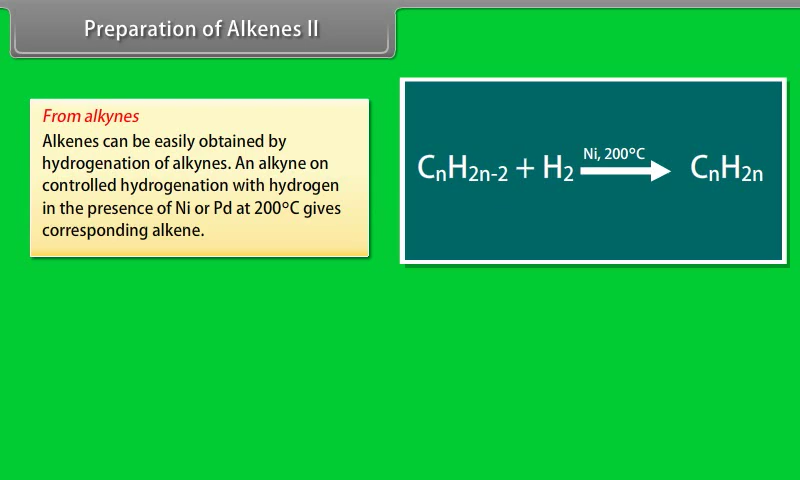 Preparation of Alkenes II
From alkynes
Alkenes can be easily obtained by
hydrogenation of alkynes. An alkyne on
controlled hydrogenation with hydrogen
in the presence of Ni or Pd at 200°C gives
corresponding alkene.
Ni, 200°C
CnH2n-2 + H2 → CnH2n